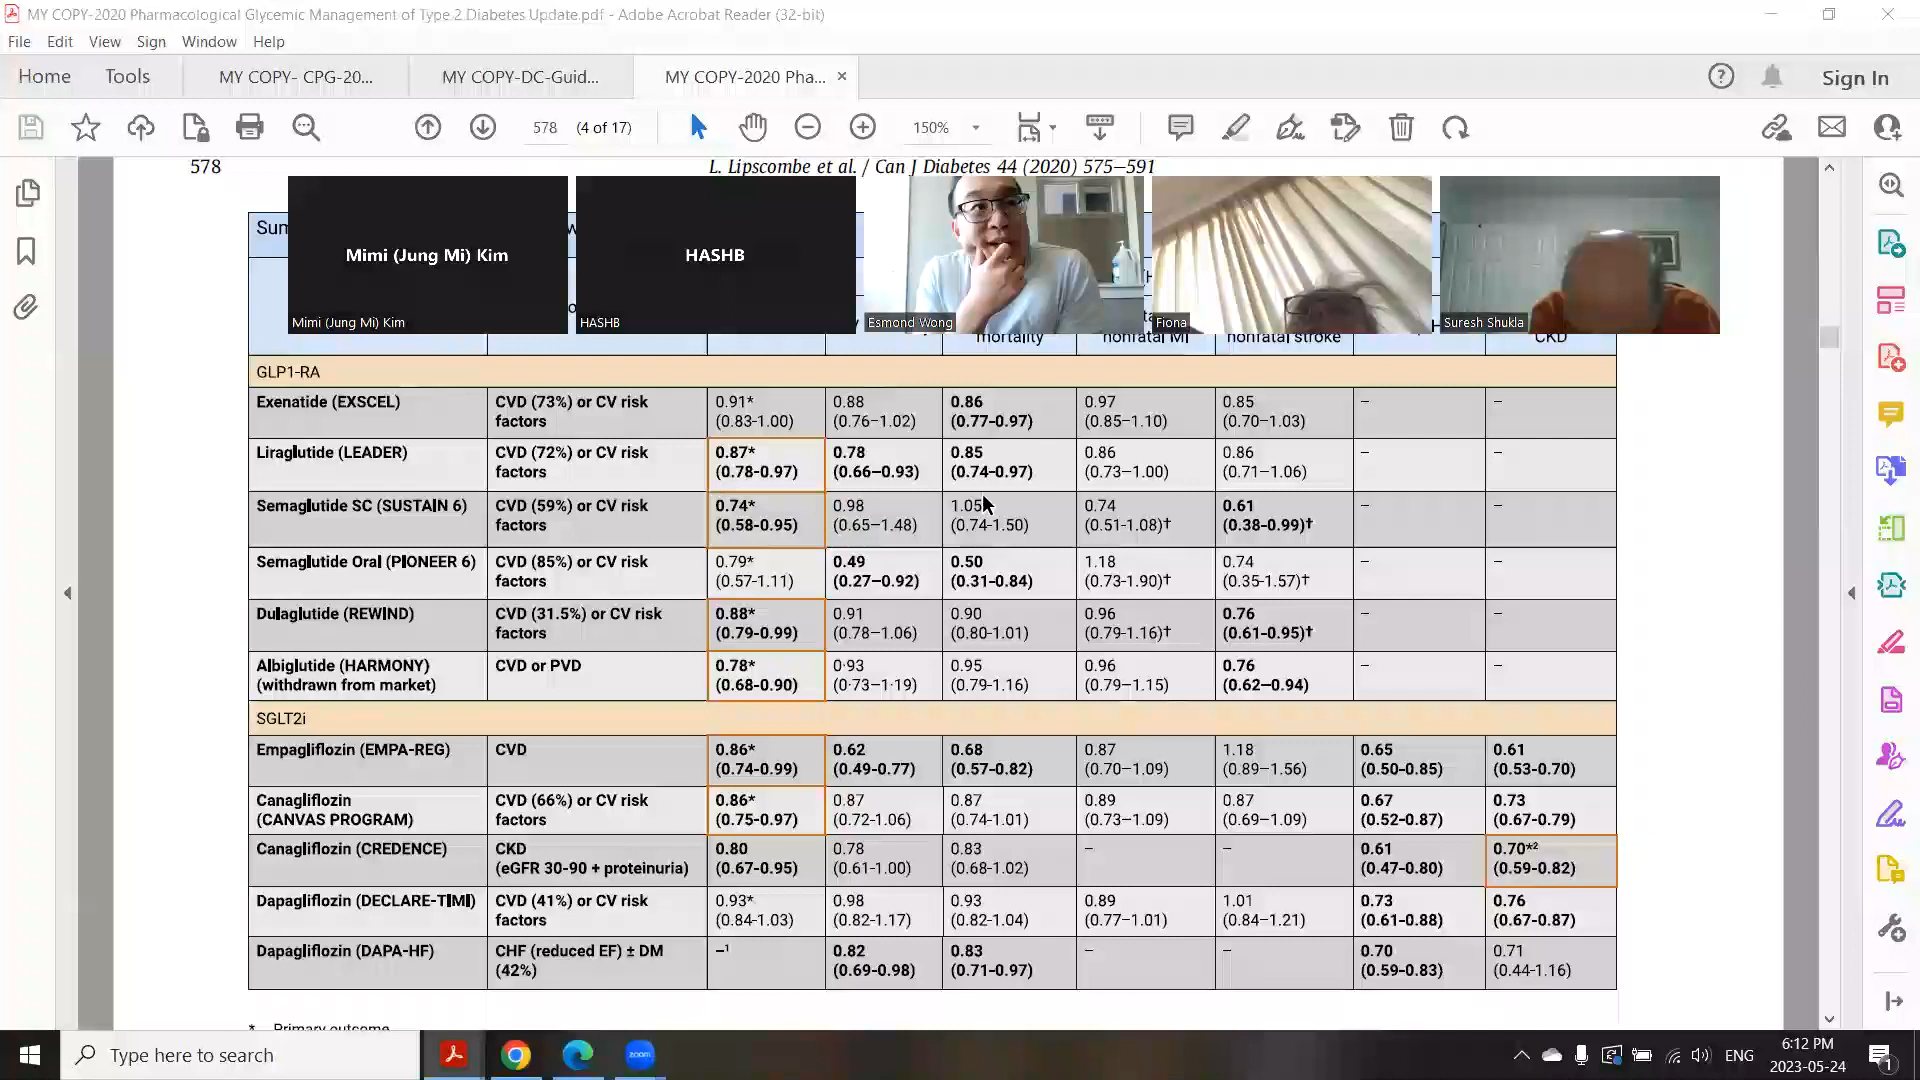 MY COPY-2020 Pharmacological Glycemic Management of Type 2 Diabetes Update.pdf - Adobe Acrobat Reader (32-bit)
File Edit View Sign Window Help
Home Tools MY COPY- CPG-20... MY COPY-DC-Guid... MY COPY-2020 Pha... × Sign In
578 (4 of 17) 150%
578 L. Lipscombe et al. / Can J Diabetes 44 (2020) 575–591
Mimi (Jung Mi) Kim HASHB
Mimi (Jung Mi) Kim HASHB Esmond Wong Fiona Suresh Shukla
mortality nonfatal MI nonfatal stroke CKD
GLP1-RA
Exenatide (EXSCEL) CVD (73%) or CV risk 0.91* 0.88 0.86 0.97 0.85 – –
factors (0.83-1.00) (0.76–1.02) (0.77-0.97) (0.85–1.10) (0.70–1.03)
Liraglutide (LEADER) CVD (72%) or CV risk 0.87* 0.78 0.85 0.86 0.86 – –
factors (0.78-0.97) (0.66–0.93) (0.74-0.97) (0.73–1.00) (0.71–1.06)
Semaglutide SC (SUSTAIN 6) CVD (59%) or CV risk 0.74* 0.98 1.05 0.74 0.61 – –
factors (0.58-0.95) (0.65–1.48) (0.74-1.50) (0.51-1.08)† (0.38-0.99)†
Semaglutide Oral (PIONEER 6) CVD (85%) or CV risk 0.79* 0.49 0.50 1.18 0.74 – –
factors (0.57-1.11) (0.27–0.92) (0.31-0.84) (0.73-1.90)† (0.35-1.57)†
Dulaglutide (REWIND) CVD (31.5%) or CV risk 0.88* 0.91 0.90 0.96 0.76 – –
factors (0.79-0.99) (0.78–1.06) (0.80-1.01) (0.79-1.16)† (0.61-0.95)†
Albiglutide (HARMONY) CVD or PVD 0.78* 0·93 0.95 0.96 0.76 – –
(withdrawn from market) (0.68-0.90) (0·73–1·19) (0.79-1.16) (0.79–1.15) (0.62–0.94)
SGLT2i
Empagliflozin (EMPA-REG) CVD 0.86* 0.62 0.68 0.87 1.18 0.65 0.61
(0.74-0.99) (0.49-0.77) (0.57-0.82) (0.70–1.09) (0.89–1.56) (0.50-0.85) (0.53-0.70)
Canagliflozin CVD (66%) or CV risk 0.86* 0.87 0.87 0.89 0.87 0.67 0.73
(CANVAS PROGRAM) factors (0.75-0.97) (0.72-1.06) (0.74-1.01) (0.73–1.09) (0.69–1.09) (0.52-0.87) (0.67-0.79)
Canagliflozin (CREDENCE) CKD 0.80 0.78 0.83 – – 0.61 0.70*²
(eGFR 30-90 + proteinuria) (0.67-0.95) (0.61-1.00) (0.68-1.02) (0.47-0.80) (0.59-0.82)
Dapagliflozin (DECLARE-TIMI) CVD (41%) or CV risk 0.93* 0.98 0.93 0.89 1.01 0.73 0.76
factors (0.84-1.03) (0.82-1.17) (0.82-1.04) (0.77-1.01) (0.84-1.21) (0.61-0.88) (0.67-0.87)
Dapagliflozin (DAPA-HF) CHF (reduced EF) ± DM –¹ 0.82 0.83 – – 0.70 0.71
(42%) (0.69-0.98) (0.71-0.97) (0.59-0.83) (0.44-1.16)
* Primary outcome
Type here to search zoom ENG 6:12 PM
2023-05-24 1